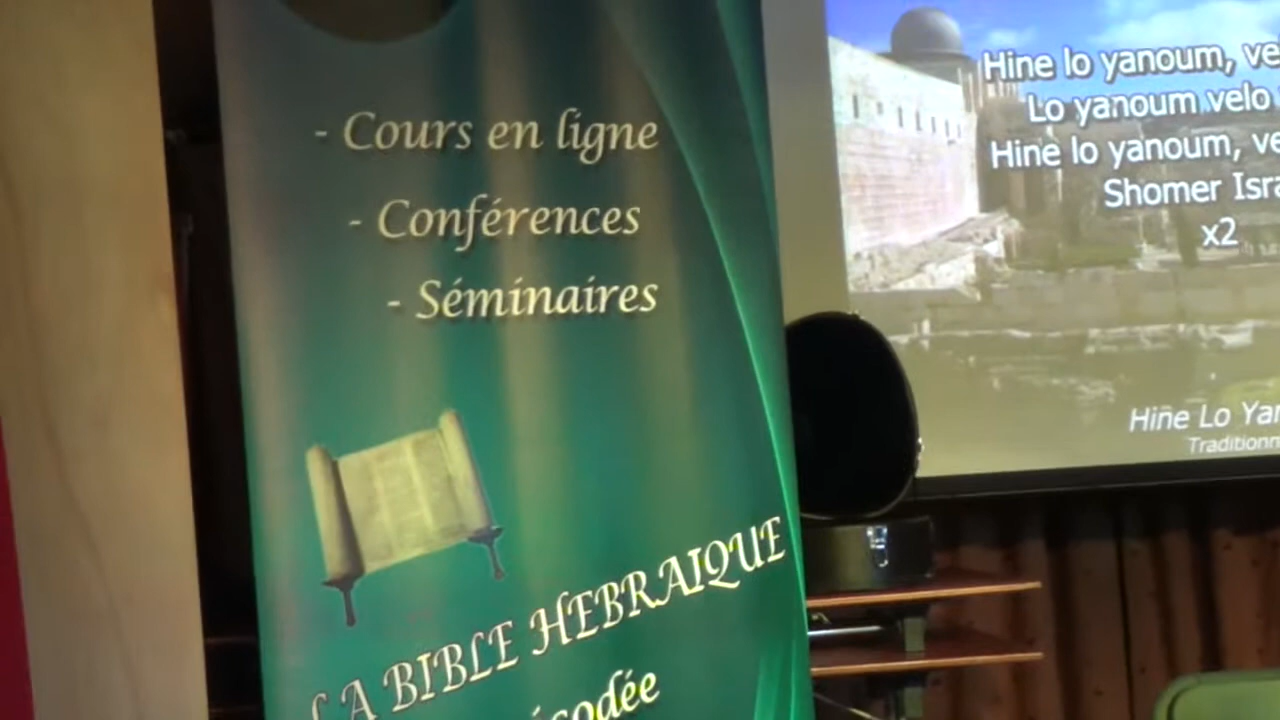 - Cours en ligne
- Conférences
- Séminaires
LA BIBLE HEBRAIQUE
Hine lo yanoum, ve
Lo yanoum velo
Hine lo yanoum, ve
Shomer Isra
x2
Hine Lo Yan
Traditionn